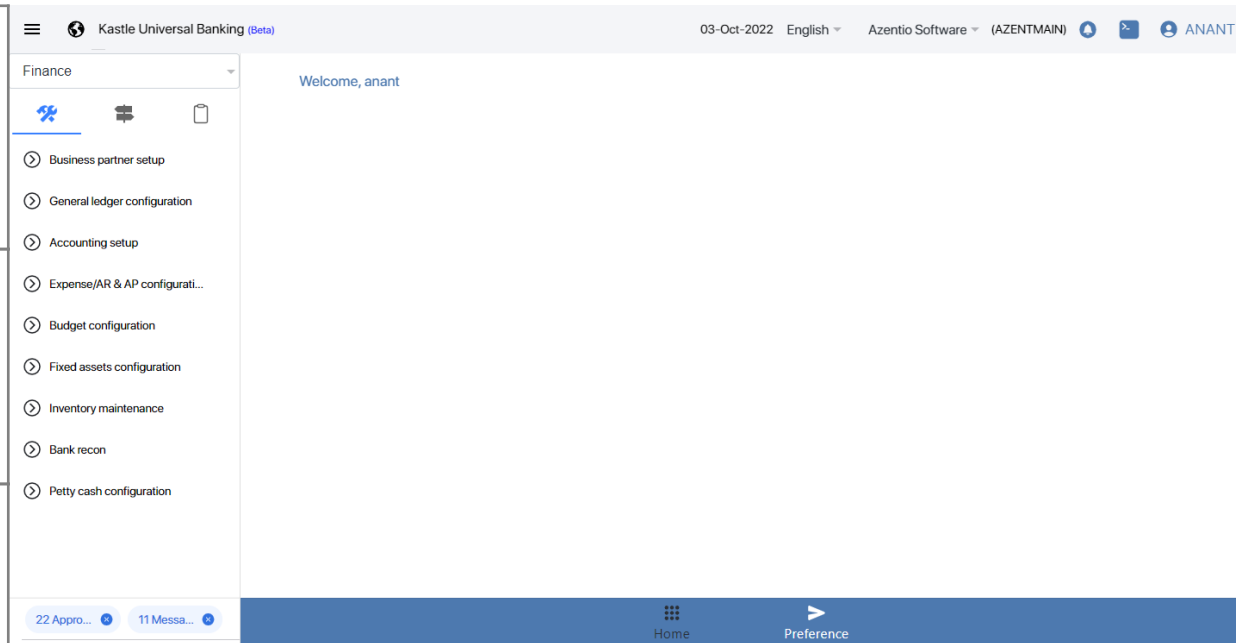 Kastle Universal Banking (Beta)
03-Oct-2022 English Azentio Software (AZENTMAIN) ANANT
Finance
Welcome, anant
Business partner setup
General ledger configuration
Accounting setup
Expense/AR & AP configurati...
Budget configuration
Fixed assets configuration
Inventory maintenance
Bank recon
Petty cash configuration
22 Appro... 11 Messa...
Home Preference